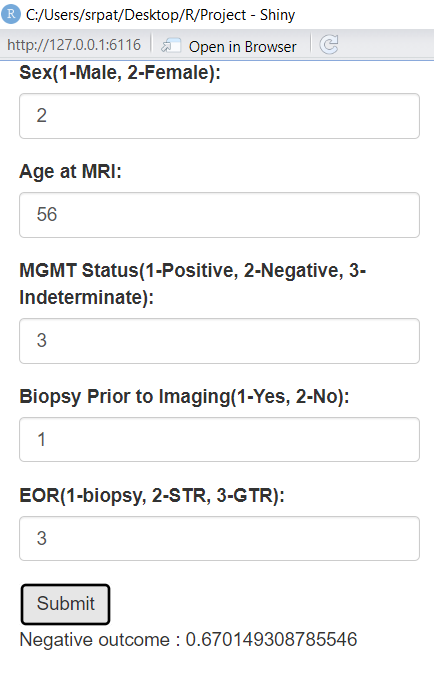 R C:/Users/srpat/Desktop/R/Project - Shiny
http://127.0.0.1:6116 Open in Browser
Sex(1-Male, 2-Female):
2
Age at MRI:
56
MGMT Status(1-Positive, 2-Negative, 3-
Indeterminate):
3
Biopsy Prior to Imaging(1-Yes, 2-No):
1
EOR(1-biopsy, 2-STR, 3-GTR):
3
Submit
Negative outcome : 0.670149308785546